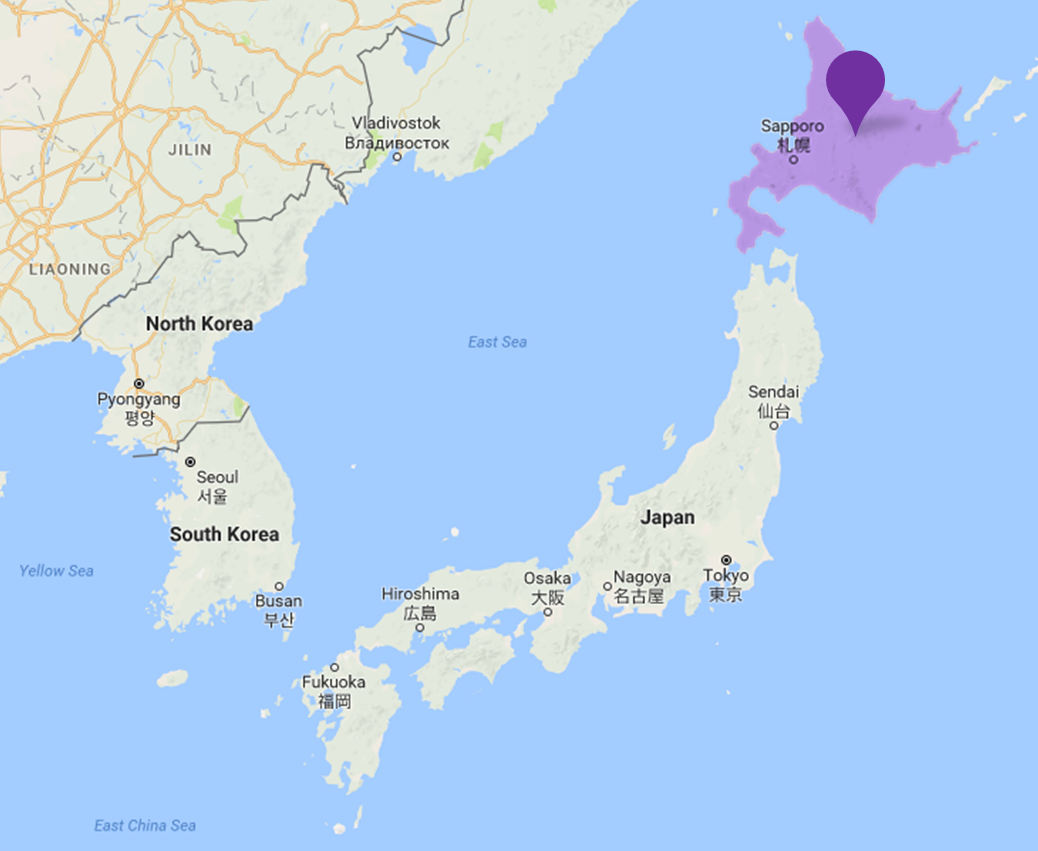 Vladivostok
Владивосток
Sapporo
札幌
JILIN
LIAONING
North Korea
East Sea
Pyongyang
평양
Sendai
仙台
Seoul
서울
Japan
South Korea
Yellow Sea
Busan
부산
Hiroshima
広島
Osaka
大阪
Nagoya
名古屋
Tokyo
東京
Fukuoka
福岡
East China Sea